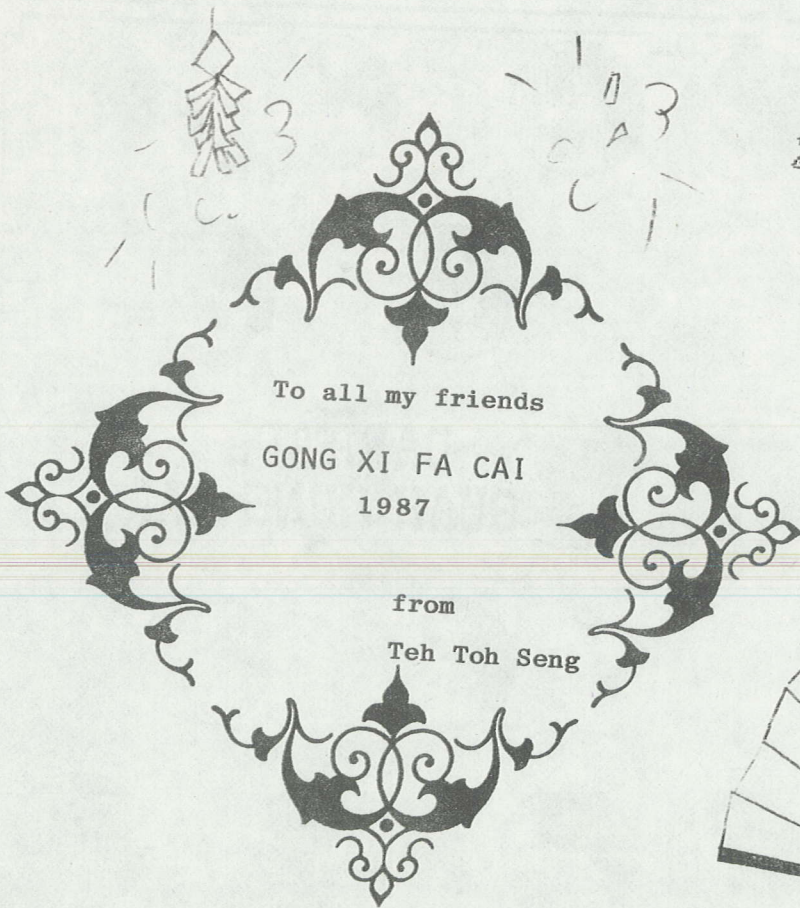 To all my friends
GONG XI FA CAI
1987
from
Teh Toh Seng